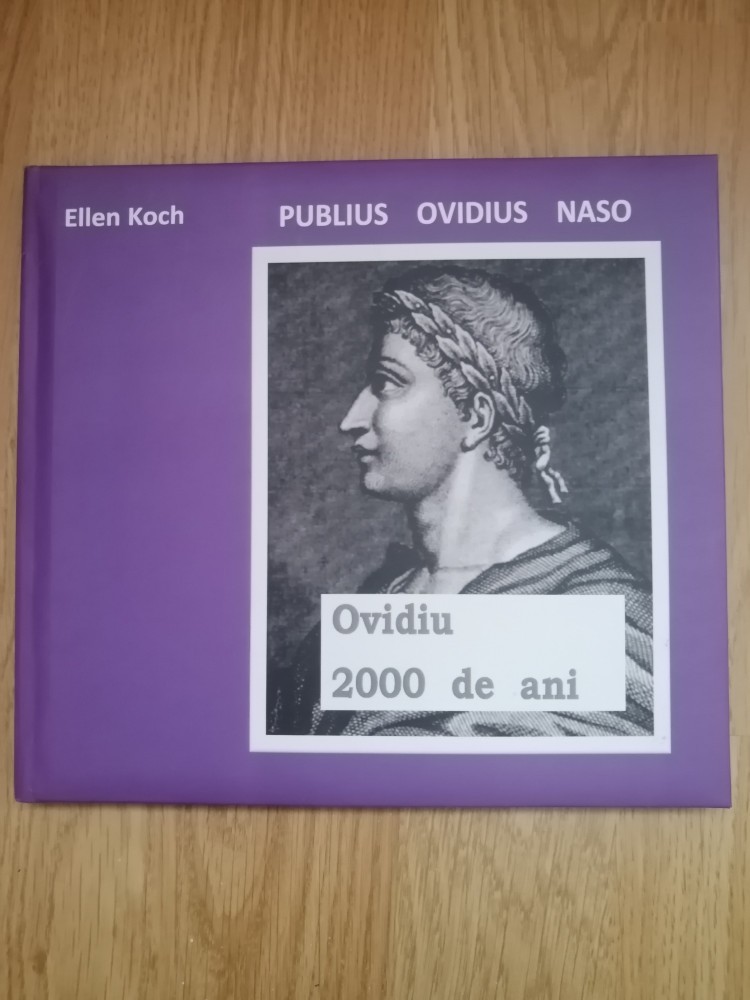 Ellen Koch
PUBLIUS OVIDIUS NASO
Ovidiu
2000 de ani